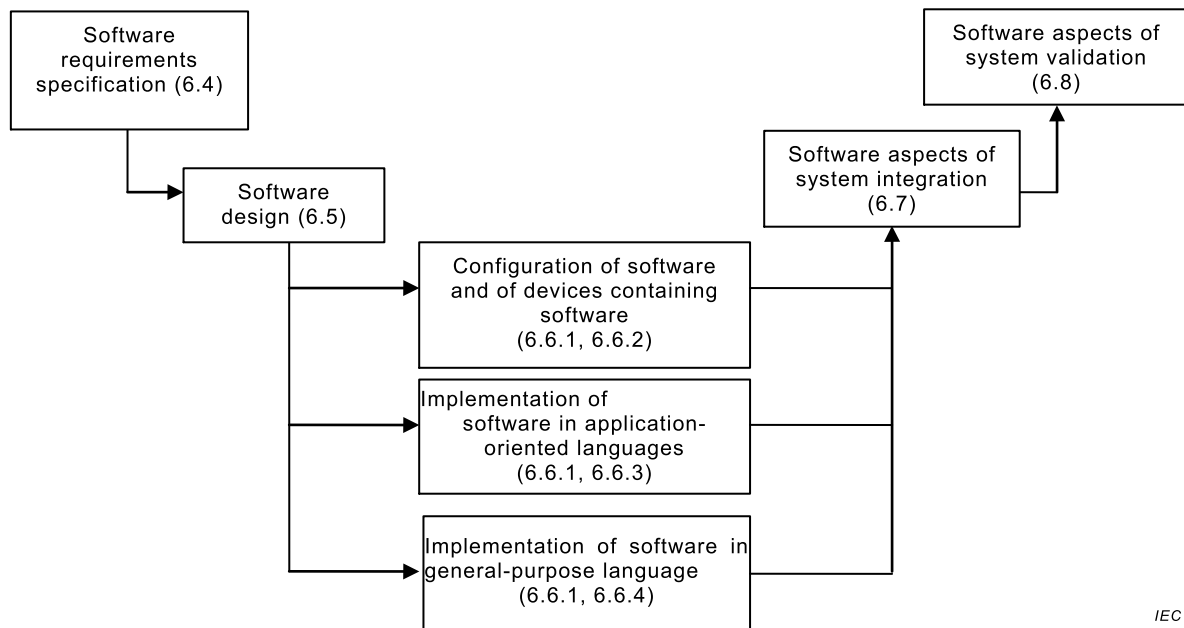 Software
requirements
specification (6.4)
Software aspects of
system validation
(6.8)
Software aspects of
system integration
(6.7)
Software
design (6.5)
Configuration of software
and of devices containing
software
(6.6.1, 6.6.2)
Implementation of
software in application-
oriented languages
(6.6.1, 6.6.3)
Implementation of software in
general-purpose language
(6.6.1, 6.6.4)
IEC